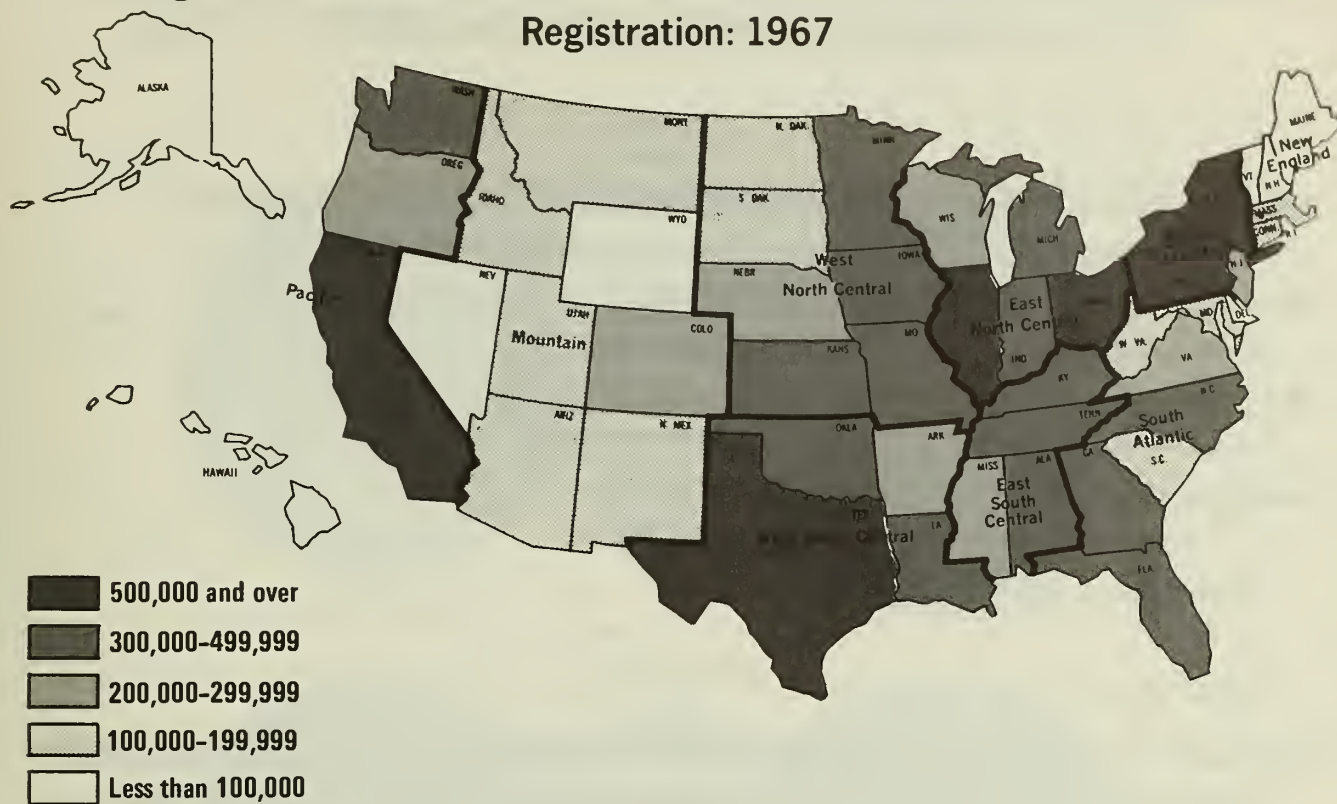 Registration: 1967
ALASKA
WASH
MONT.
N. DAK.
MINN
MAINE
New
England
VT
N.H.
OREG
IDAHO
S. DAK
WIS
MASS
CONN
R.I.
WYO
MICH
NEV
NEBR
West
North Central
IOWA
N.J.
UTAH
COLO
East
North Central
MD
DEL
Mountain
KANS
MO
IND
W VA
VA
KY
N.C.
ARIZ
N. MEX
OKLA
ARK
TENN
South
Atlantic
S.C.
HAWAII
MISS
ALA
GA
East
South
Central
TEX
LA
Central
FLA.
500,000 and over
300,000-499,999
200,000-299,999
100,000-199,999
Less than 100,000